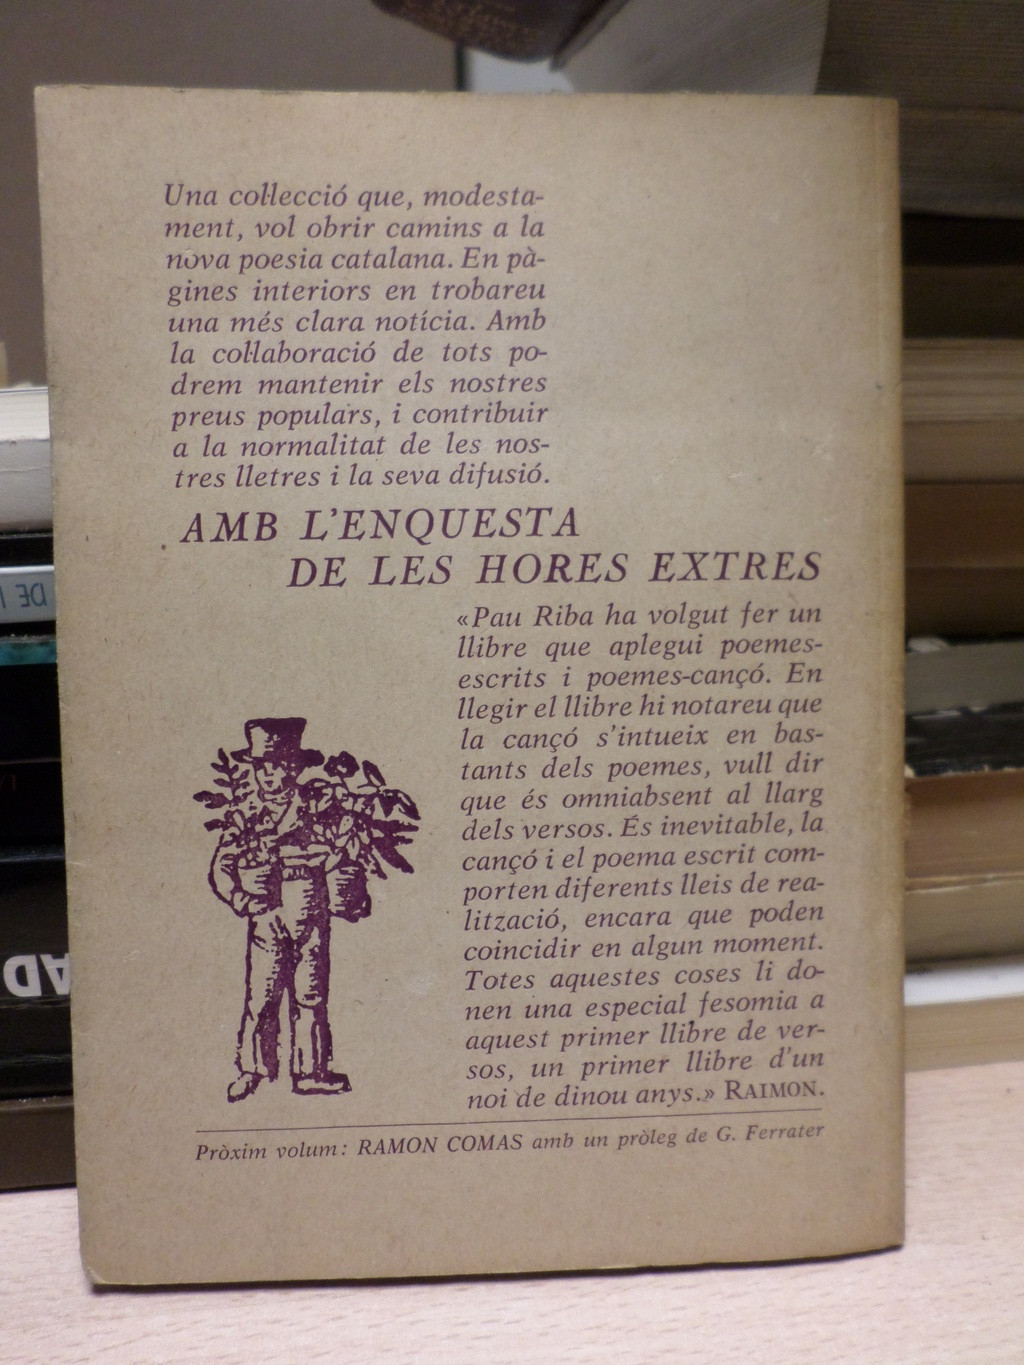 Una coŀlecció que, modesta-
ment, vol obrir camins a la
nova poesia catalana. En pà-
gines interiors en trobareu
una més clara notícia. Amb
la coŀlaboració de tots po-
drem mantenir els nostres
preus populars, i contribuir
a la normalitat de les nos-
tres lletres i la seva difusió.
AMB L'ENQUESTA
DE LES HORES EXTRES
«Pau Riba ha volgut fer un
llibre que aplegui poemes-
escrits i poemes-cançó. En
llegir el llibre hi notareu que
la cançó s'intueix en bas-
tants dels poemes, vull dir
que és omniabsent al llarg
dels versos. És inevitable, la
cançó i el poema escrit com-
porten diferents lleis de rea-
lització, encara que poden
coincidir en algun moment.
Totes aquestes coses li do-
nen una especial fesomia a
aquest primer llibre de ver-
sos, un primer llibre d'un
noi de dinou anys.» RAIMON.
Pròxim volum: RAMON COMAS amb un pròleg de G. Ferrater
DE
AD